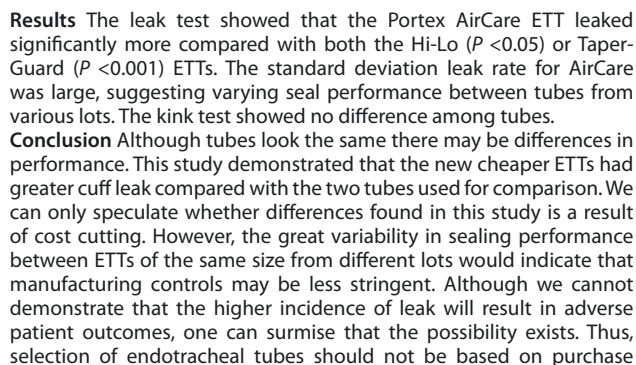 Results The leak test showed that the Portex AirCare ETT leaked
significantly more compared with both the Hi-Lo (P <0.05) or Taper-
Guard (P <0.001) ETTs. The standard deviation leak rate for AirCare
was large, suggesting varying seal performance between tubes from
various lots. The kink test showed no difference among tubes.
Conclusion Although tubes look the same there may be differences in
performance. This study demonstrated that the new cheaper ETTs had
greater cuff leak compared with the two tubes used for comparison. We
can only speculate whether differences found in this study is a result
of cost cutting. However, the great variability in sealing performance
between ETTs of the same size from different lots would indicate that
manufacturing controls may be less stringent. Although we cannot
demonstrate that the higher incidence of leak will result in adverse
patient outcomes, one can surmise that the possibility exists. Thus,
selection of endotracheal tubes should not be based on purchase